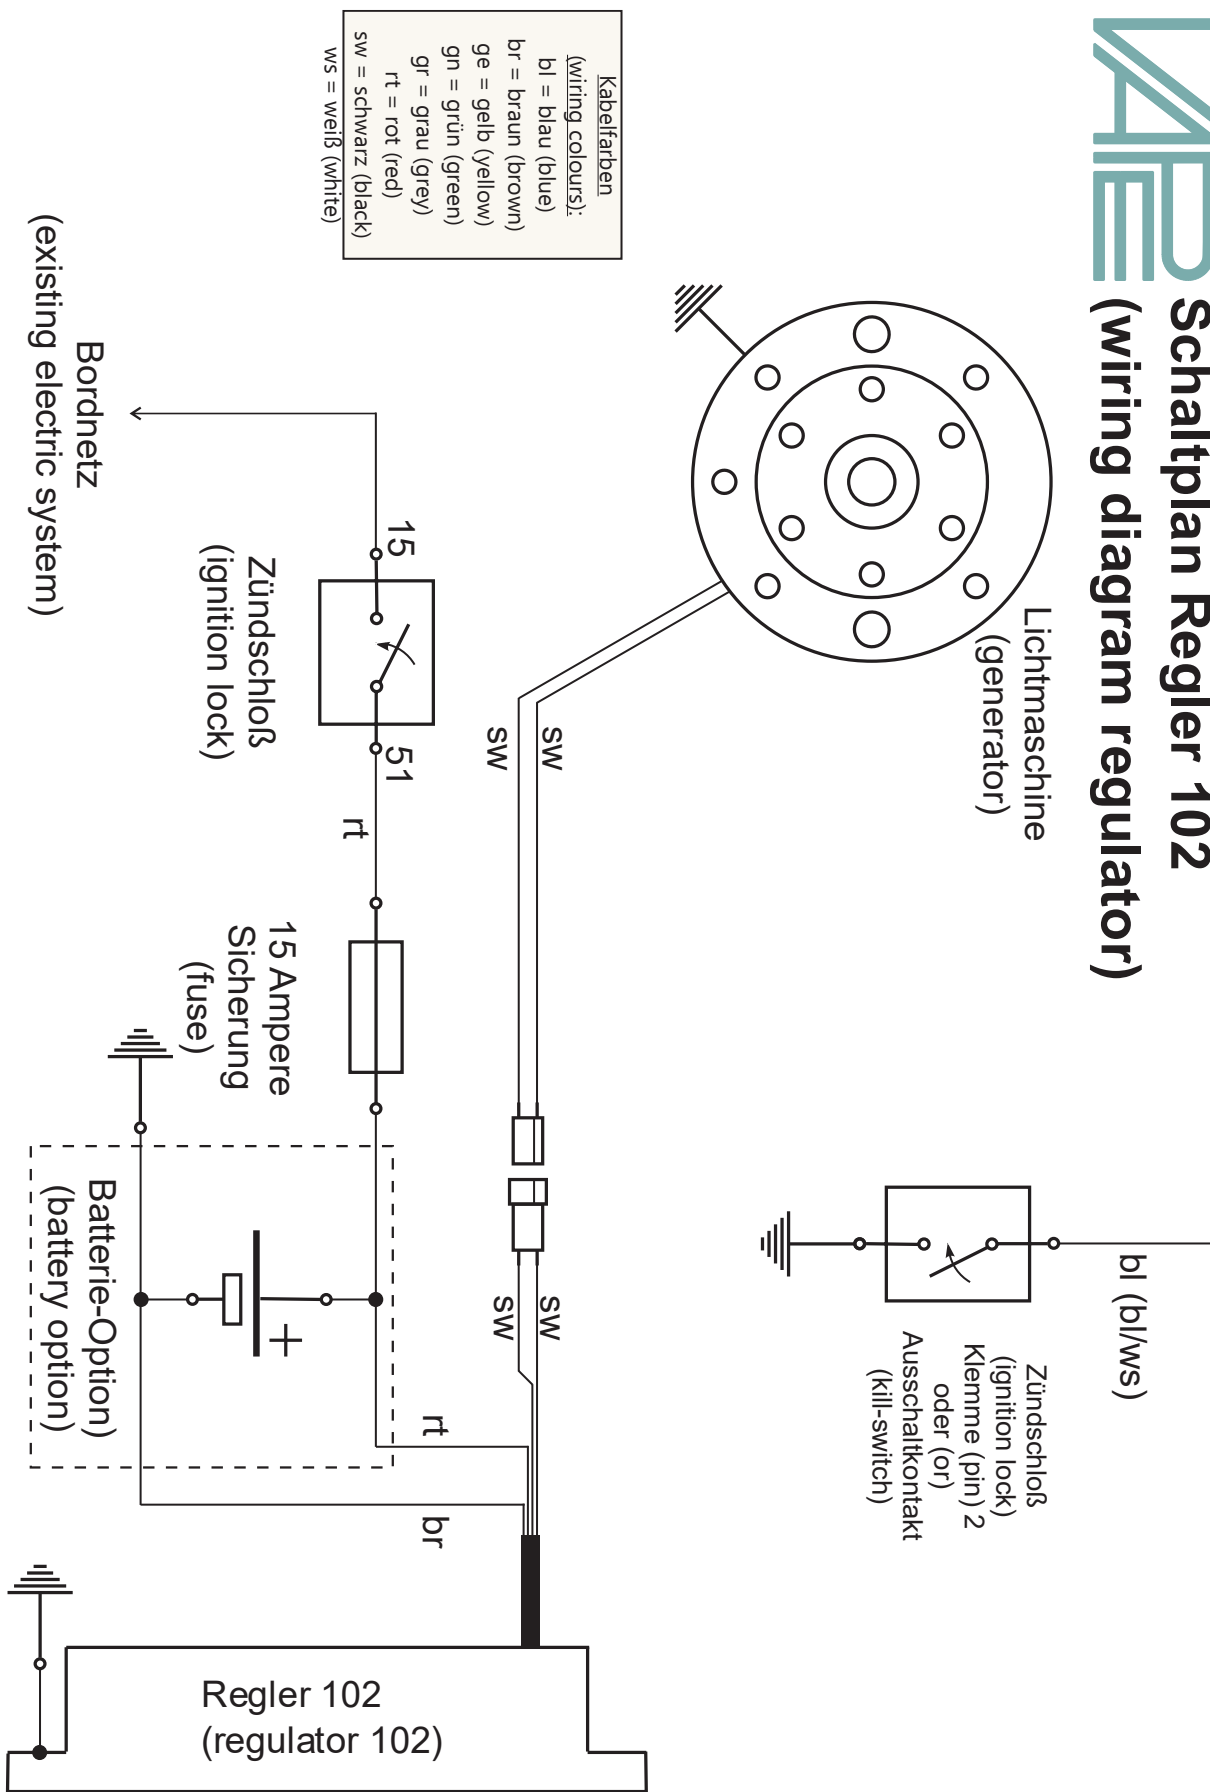 VAPE
Schaltplan Regler 102
(wiring diagram regulator)
Kabelfarben
(wiring colours):
bl = blau (blue)
br = braun (brown)
ge = gelb (yellow)
gn = grün (green)
gr = grau (grey)
rt = rot (red)
sw = schwarz (black)
ws = weiß (white)
Lichtmaschine
(generator)
sw
sw
bl (bl/ws)
Zündschloß
(ignition lock)
Klemme (pin) 2
oder (or)
Ausschaltkontakt
(kill-switch)
sw
sw
15
51
Zündschloß
(ignition lock)
rt
15 Ampere
Sicherung
(fuse)
Bordnetz
(existing electric system)
+
Batterie-Option)
(battery option)
rt
br
Regler 102
(regulator 102)